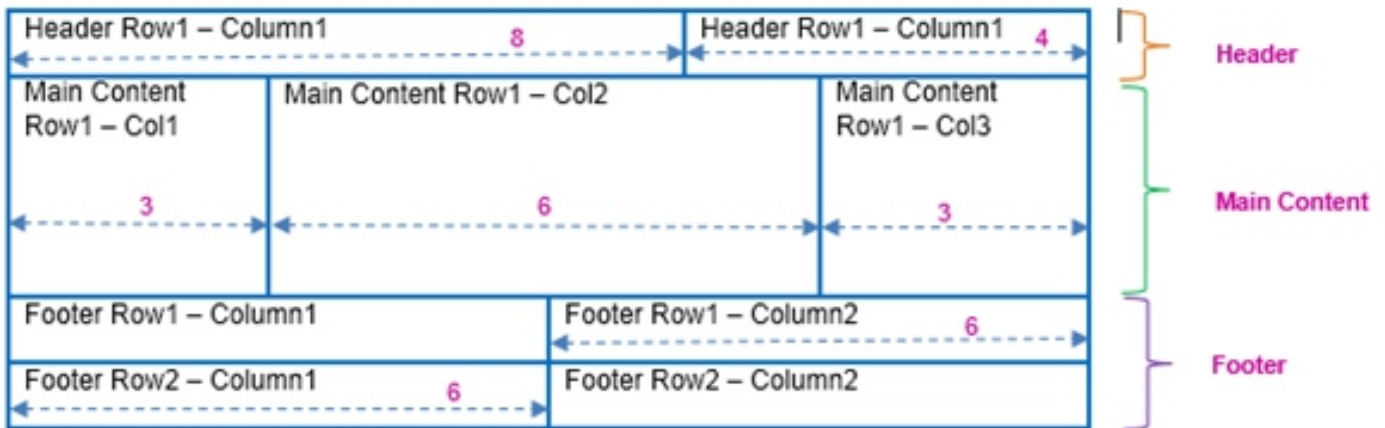 Header Row1 – Column1
8
Header Row1 – Column1
4
Header
Main Content
Row1 – Col1
Main Content Row1 – Col2
Main Content
Row1 – Col3
3
6
3
Main Content
Footer Row1 – Column1
Footer Row1 – Column2
6
Footer
Footer Row2 – Column1
6
Footer Row2 – Column2